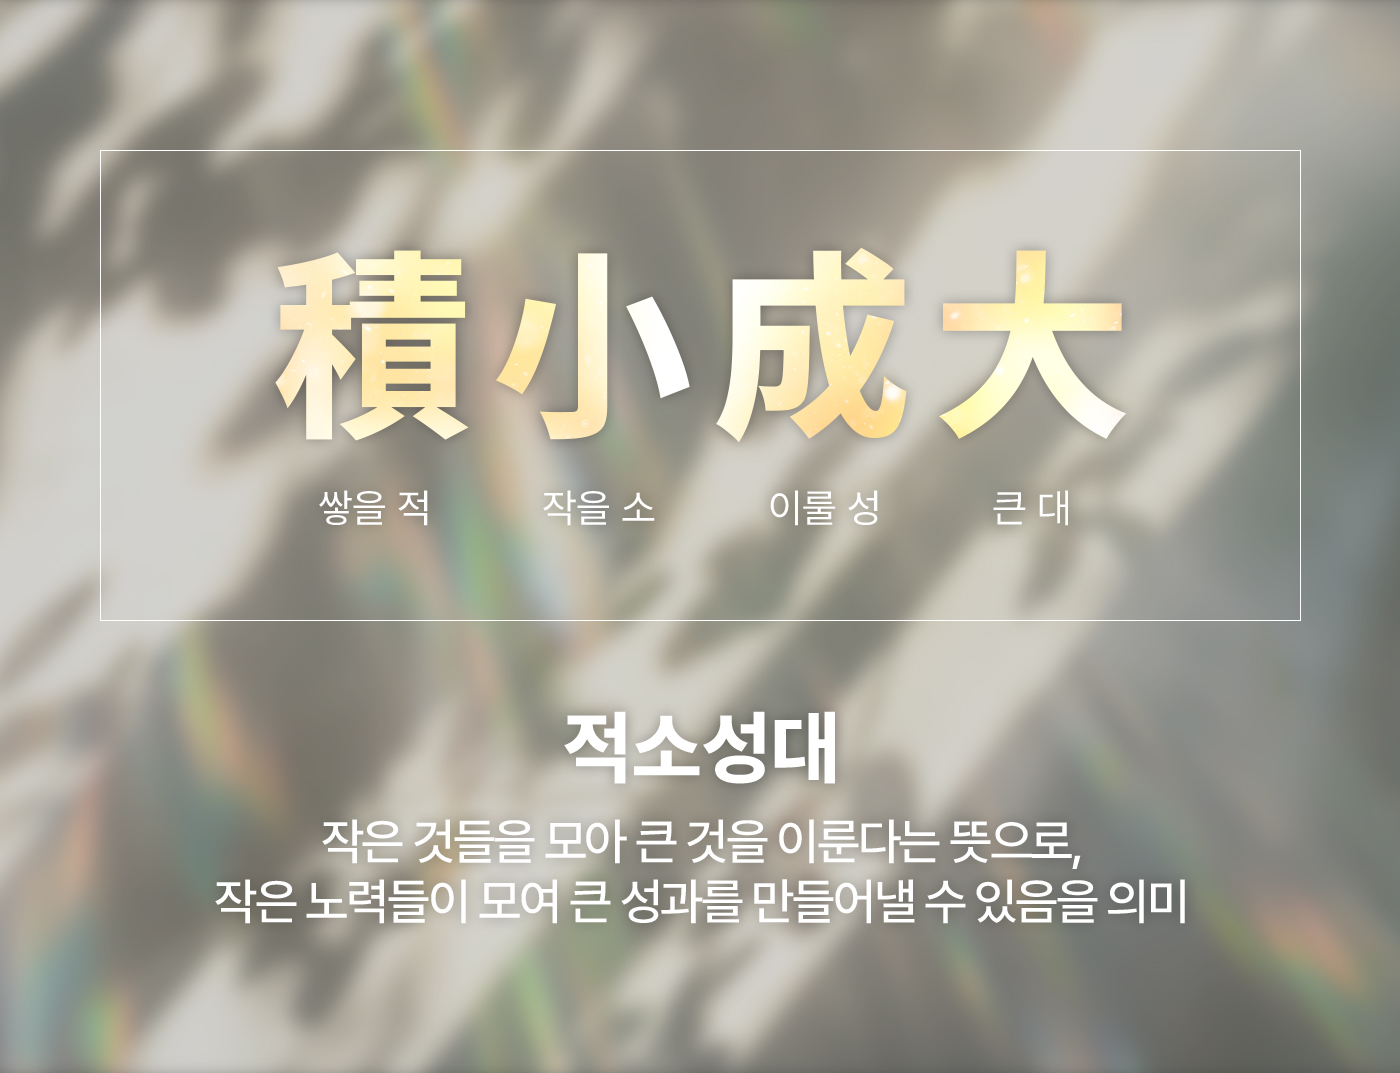 積小成大
쌓을 적 작을 소 이룰 성 큰 대
적소성대
작은 것들을 모아 큰 것을 이룬다는 뜻으로,
작은 노력들이 모여 큰 성과를 만들어낼 수 있음을 의미